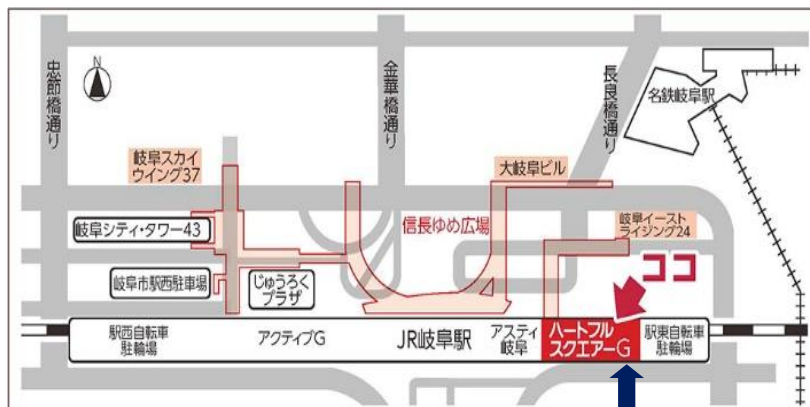 忠節橋通り
N
金華橋通り
長良橋通り
名鉄岐阜駅
岐阜スカイ
ウイング37
大岐阜ビル
岐阜シティ・タワー43
信長ゆめ広場
岐阜イースト
ライジング24
ココ
岐阜市駅西駐車場
じゅうろく
プラザ
駅西自転車
駐輪場
アクティブG
JR岐阜駅
アスティ
岐阜
ハートフル
スクエアーG
駅東自転車
駐輪場